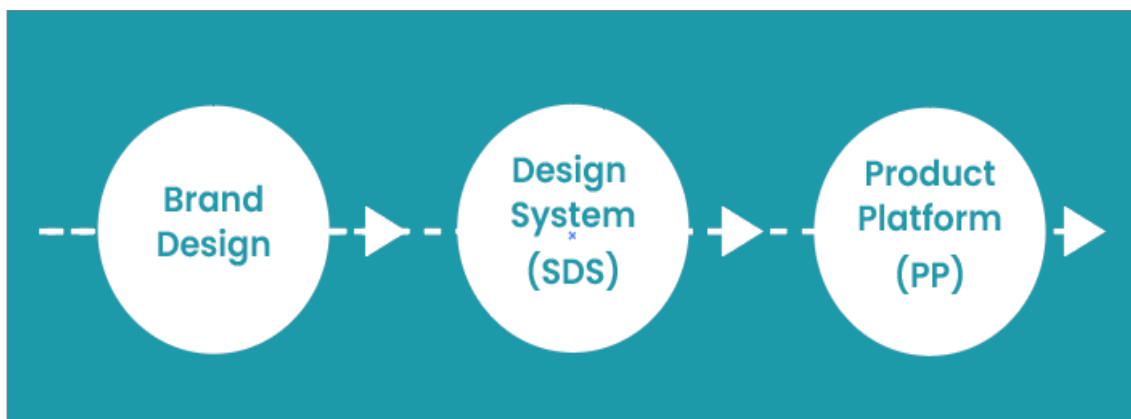 Brand
Design
Design
System
(SDS)
Product
Platform
(PP)